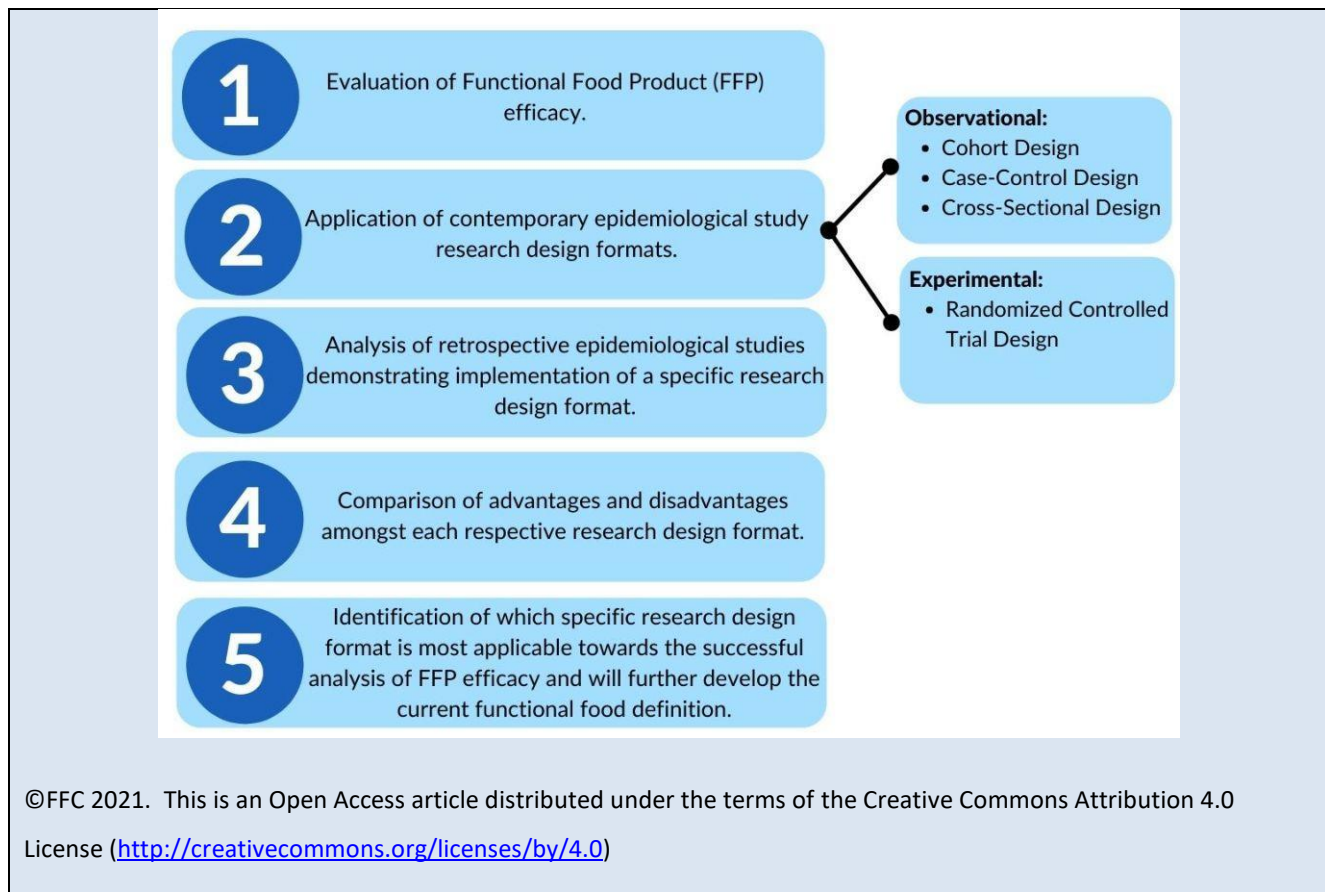 1
Evaluation of Functional Food Product (FFP)
efficacy.
2
Application of contemporary epidemiological study
research design formats.
Observational:
• Cohort Design
• Case-Control Design
• Cross-Sectional Design
Experimental:
• Randomized Controlled
Trial Design
3
Analysis of retrospective epidemiological studies
demonstrating implementation of a specific research
design format.
4
Comparison of advantages and disadvantages
amongst each respective research design format.
5
Identification of which specific research design
format is most applicable towards the successful
analysis of FFP efficacy and will further develop the
current functional food definition.
©FFC 2021. This is an Open Access article distributed under the terms of the Creative Commons Attribution 4.0
License (http://creativecommons.org/licenses/by/4.0)